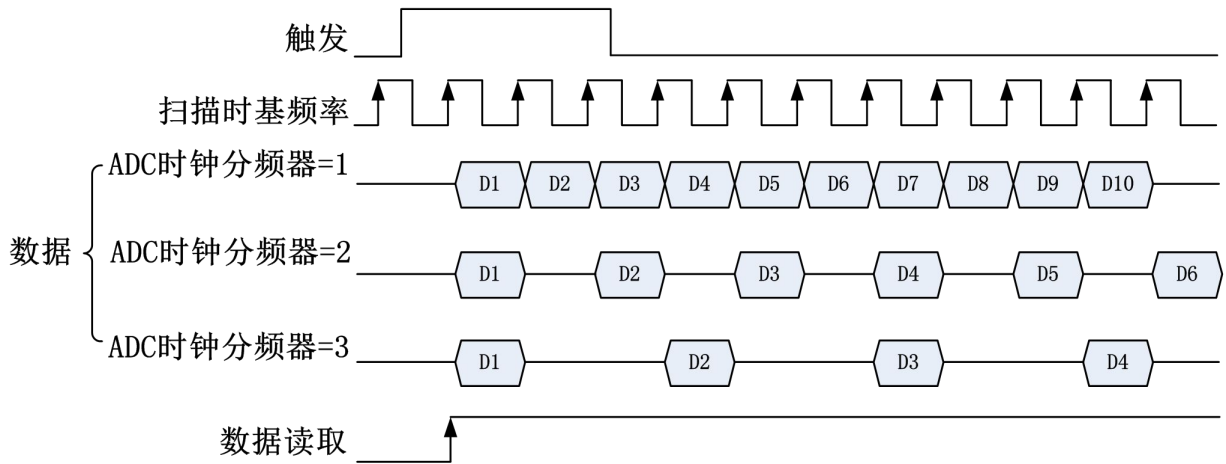 触发
扫描时基频率
数据
ADC时钟分频器=1
D1 D2 D3 D4 D5 D6 D7 D8 D9 D10
ADC时钟分频器=2
D1 D2 D3 D4 D5 D6
ADC时钟分频器=3
D1 D2 D3 D4
数据读取